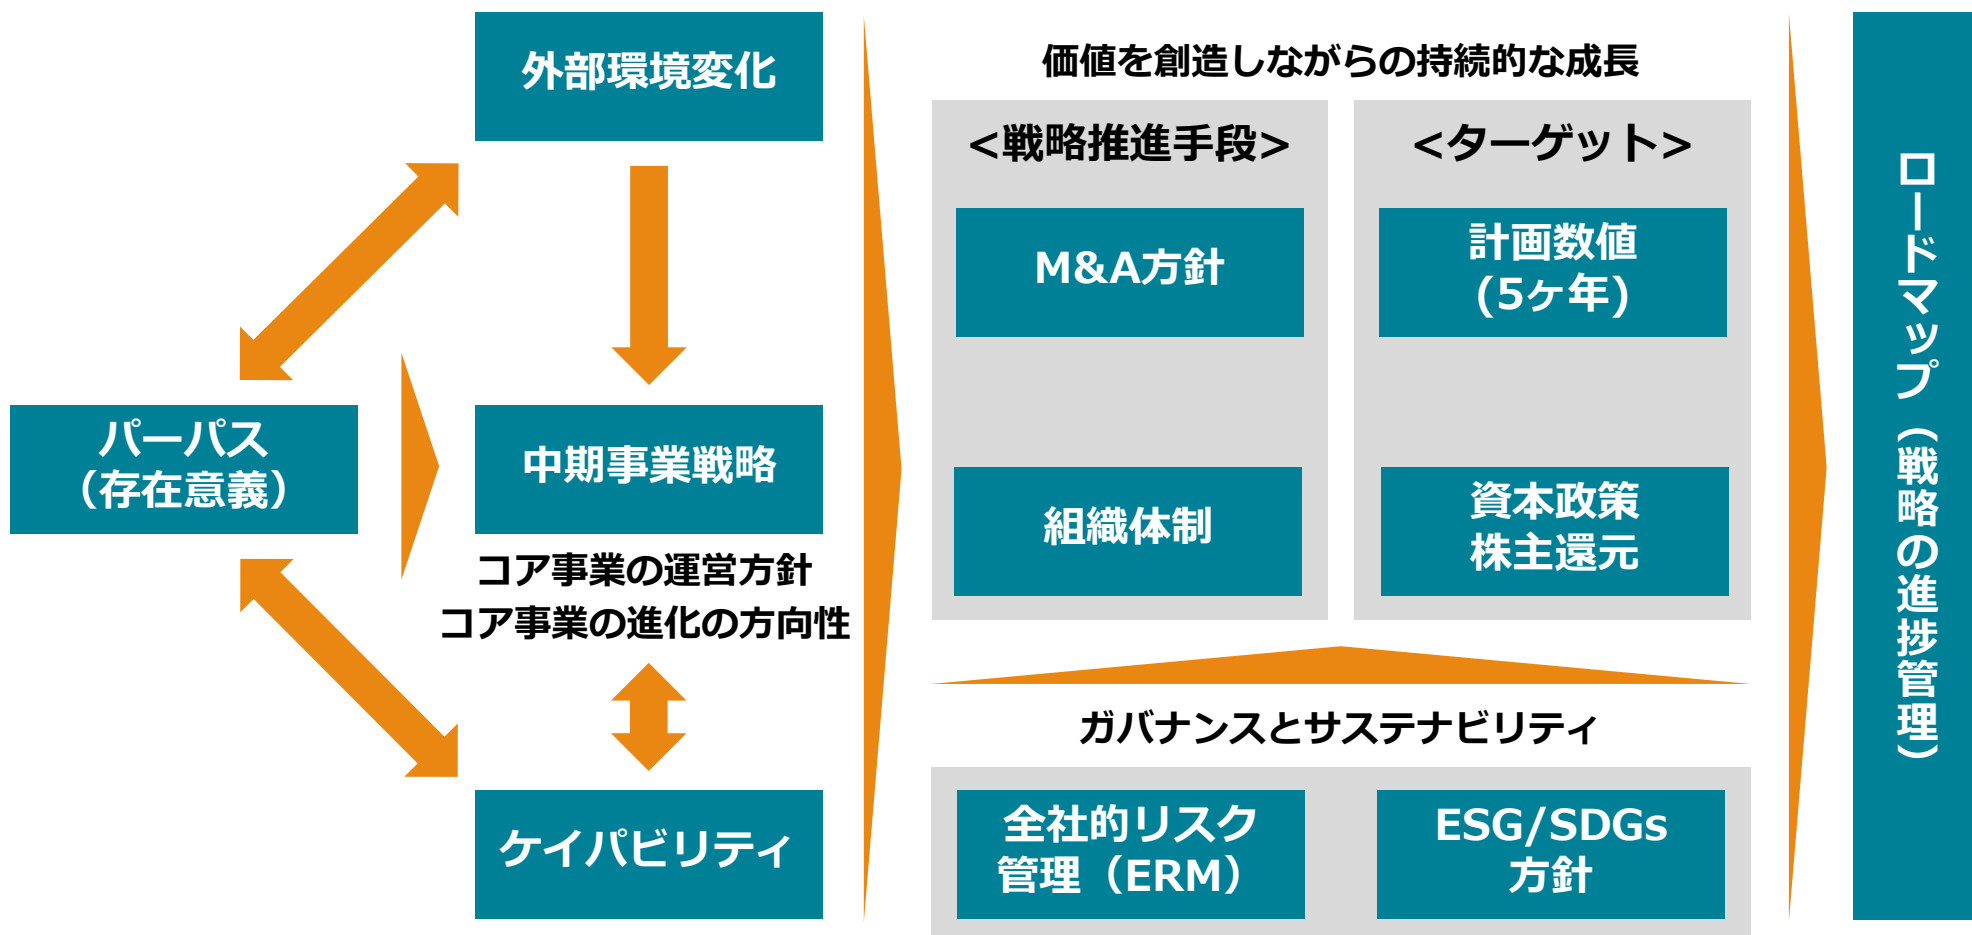 外部環境変化
パーパス
（存在意義）
中期事業戦略
コア事業の運営方針
コア事業の進化の方向性
ケイパビリティ
価値を創造しながらの持続的な成長
<戦略推進手段>
M&A方針
組織体制
<ターゲット>
計画数値
（5ヶ年）
資本政策
株主還元
ガバナンスとサステナビリティ
全社的リスク
管理（ERM）
ESG/SDGs
方針
ロードマップ（戦略の進捗管理）